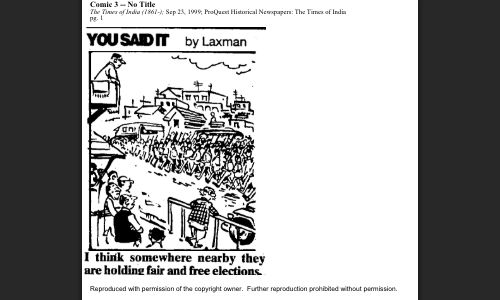 Comic 3 -- No Title
The Times of India (1861-); Sep 23, 1999; ProQuest Historical Newspapers: The Times of India
pg. 1
YOU SAID IT by Laxman
I think somewhere nearby they
are holding fair and free elections.
Reproduced with permission of the copyright owner. Further reproduction prohibited without permission.